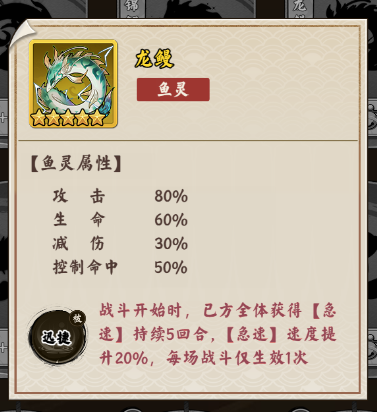 锦
龙
龙鳗
鱼灵
【鱼灵属性】
攻 击 80%
生 命 60%
减 伤 30%
控制命中 50%
迅捷
被
战斗开始时，己方全体获得【急
速】持续5回合，【急速】速度提
升20%，每场战斗仅生效1次